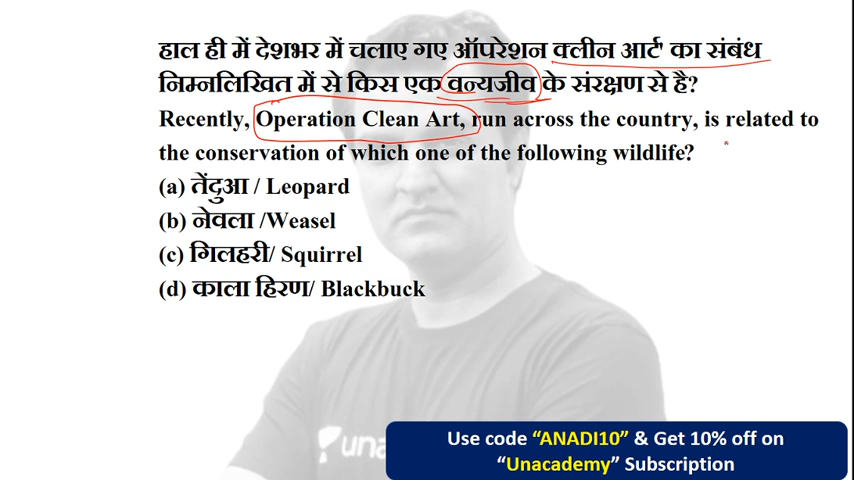 हाल ही में देशभर में चलाए गए ऑपरेशन क्लीन आर्ट' का संबंध
निम्नलिखित में से किस एक वन्यजीव के संरक्षण से है?
Recently, Operation Clean Art, run across the country, is related to
the conservation of which one of the following wildlife?
(a) तेंदुआ / Leopard
(b) नेवला /Weasel
(c) गिलहरी/ Squirrel
(d) काला हिरण/ Blackbuck
una
Use code “ANADI10” & Get 10% off on
“Unacademy” Subscription